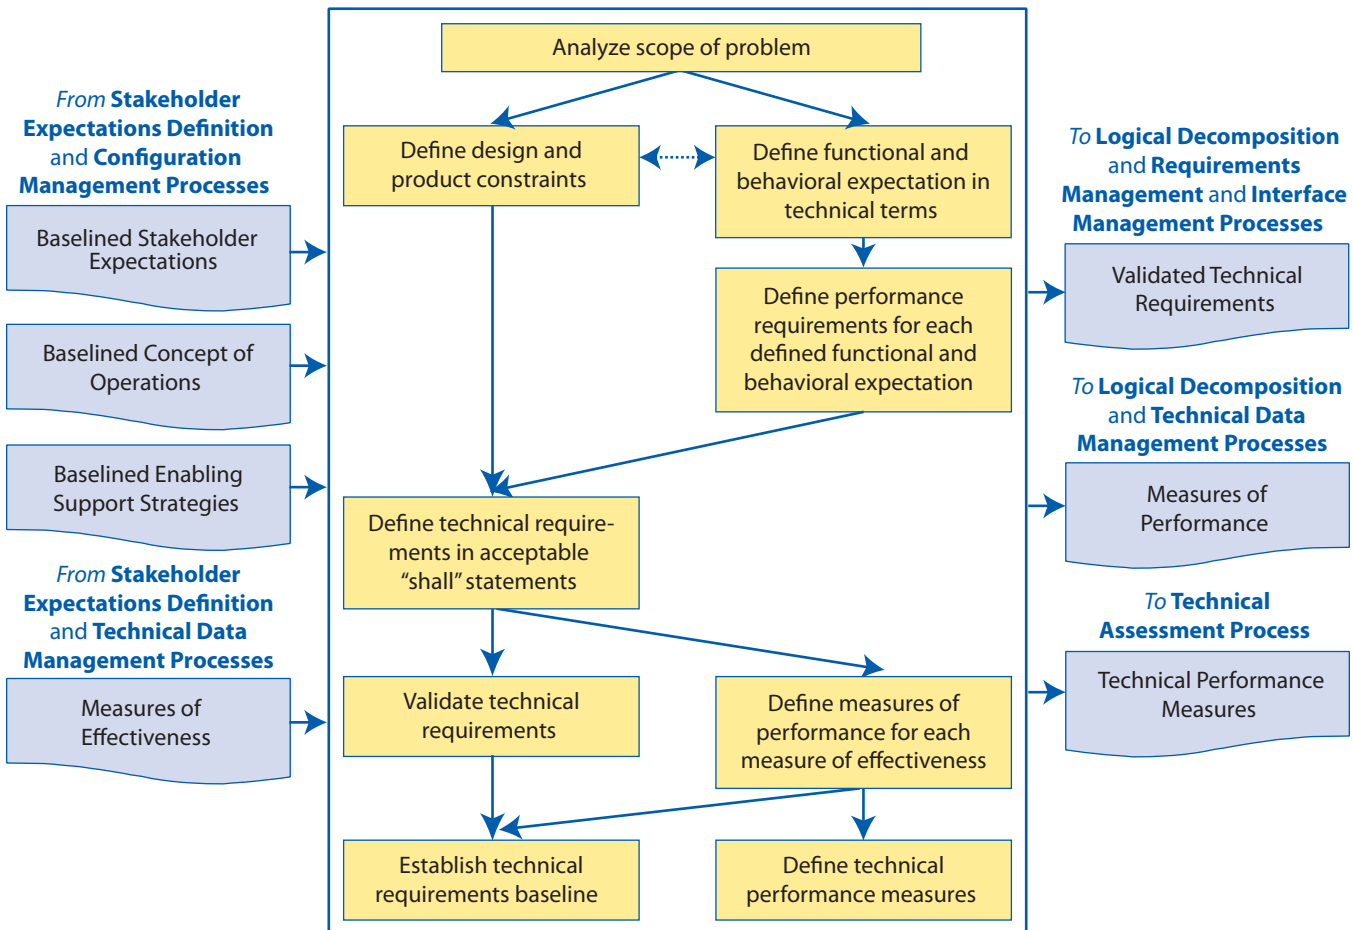 Analyze scope of problem
From Stakeholder
Expectations Definition
and Configuration
Management Processes
Baselined Stakeholder
Expectations
Baselined Concept of
Operations
Baselined Enabling
Support Strategies
From Stakeholder
Expectations Definition
and Technical Data
Management Processes
Measures of
Effectiveness
Define design and
product constraints
Define functional and
behavioral expectation in
technical terms
Define performance
requirements for each
defined functional and
behavioral expectation
Define technical require-
ments in acceptable
“shall” statements
Validate technical
requirements
Define measures of
performance for each
measure of effectiveness
Establish technical
requirements baseline
Define technical
performance measures
To Logical Decomposition
and Requirements
Management and Interface
Management Processes
Validated Technical
Requirements
To Logical Decomposition
and Technical Data
Management Processes
Measures of
Performance
To Technical
Assessment Process
Technical Performance
Measures